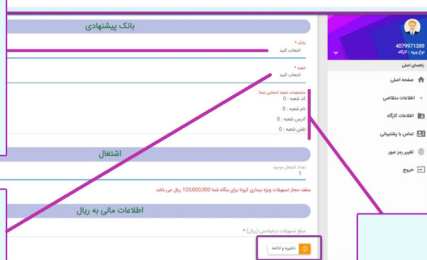 بانک پیشنهادی
بانک *
انتخاب کنید
شعبه *
انتخاب کنید
مشخصات شعبه انتخابی شما
کد شعبه : 0
نام شعبه : 0
آدرس شعبه : 0
تلفن شعبه : 0
اشتغال
تعداد اشتغال موجود
1
سقف مجاز تسهیلات ویژه بیماری کرونا برای بنگاه شما 120,000,000 ریال می باشد
اطلاعات مالی به ریال
مبلغ تسهیلات درخواستی (ریال) *
ذخیره و ادامه
4079971389
نوع ورود : کارگاه
راهنمای اصلی
صفحه اصلی
اطلاعات متقاضی
اطلاعات کارگاه
تماس با پشتیبانی
تغییر رمز عبور
خروج